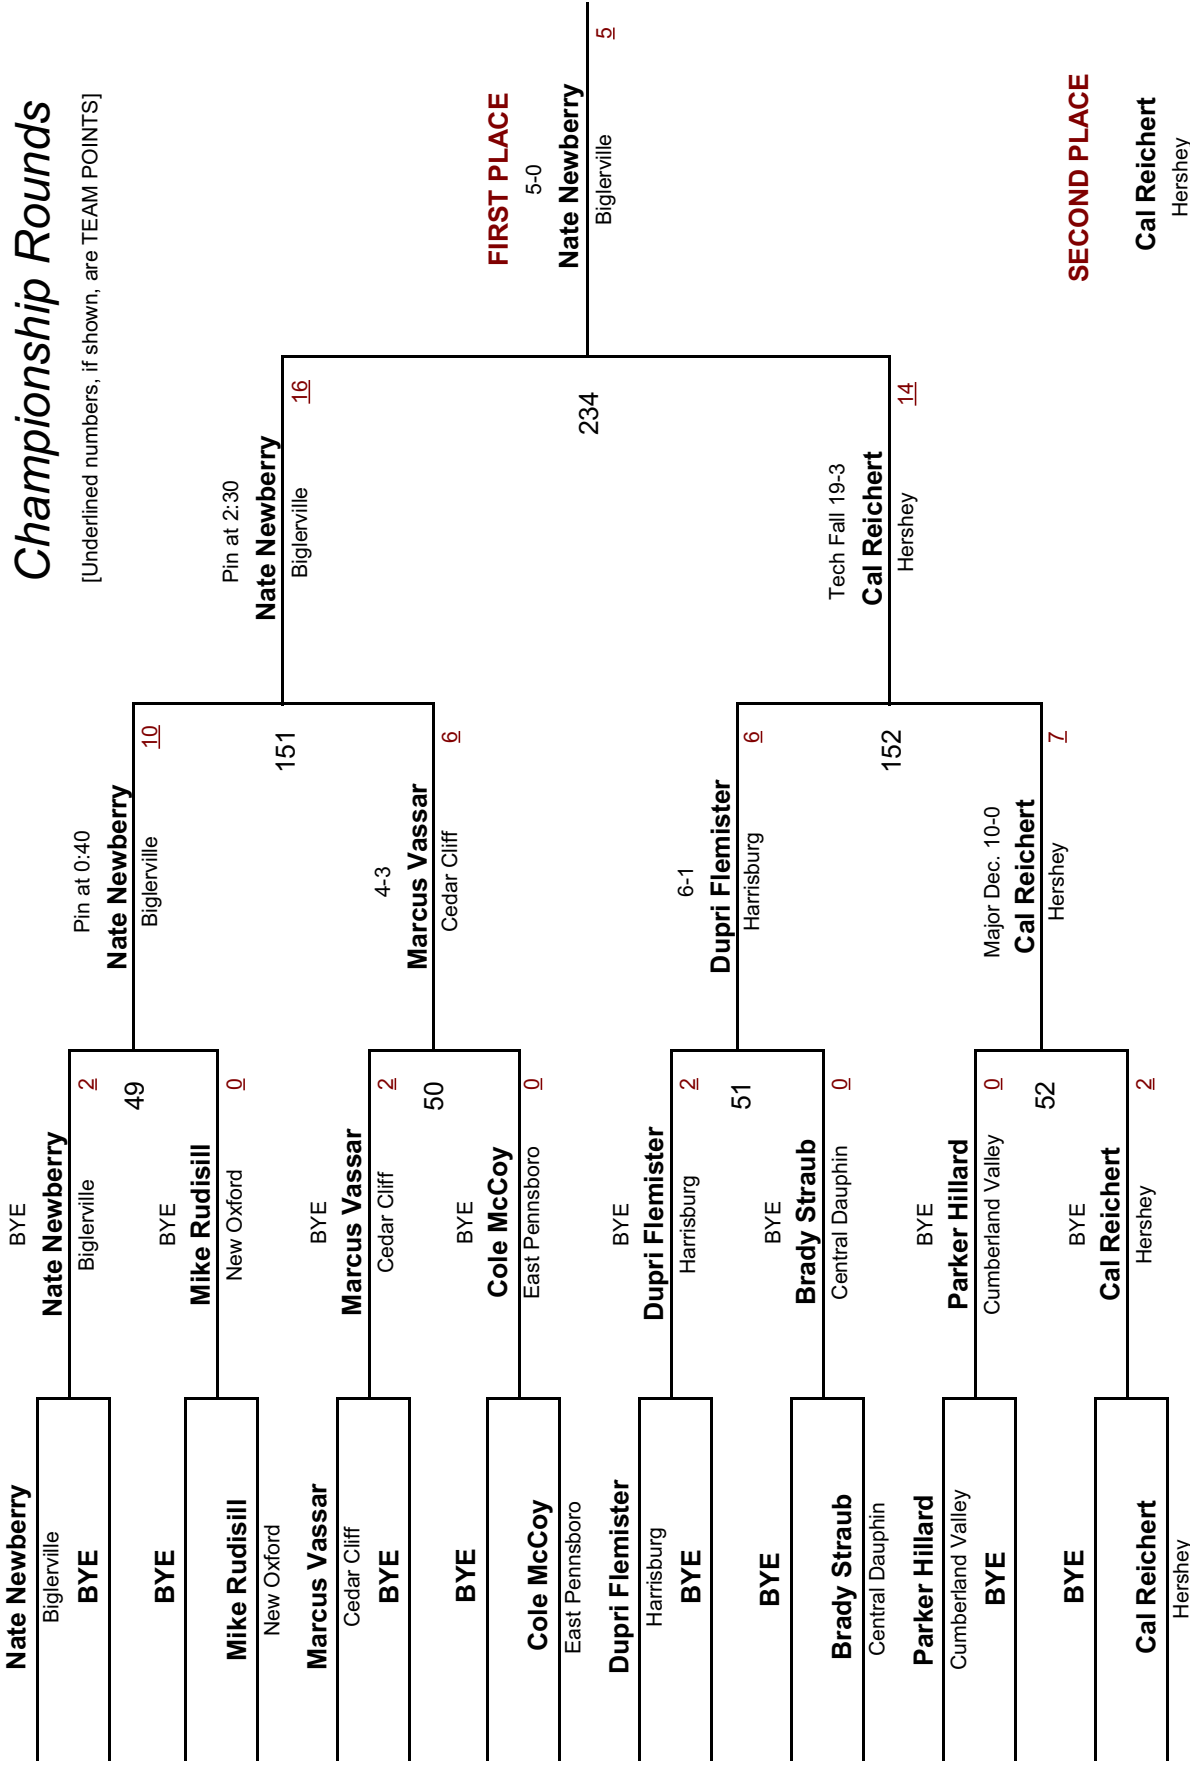 Championship Rounds
[Underlined numbers, if shown, are TEAM POINTS]
Nate Newberry
Biglerville
BYE
BYE
Mike Rudisill
New Oxford
Marcus Vassar
Cedar Cliff
BYE
BYE
Cole McCoy
East Pennsboro
Dupri Flemister
Harrisburg
BYE
BYE
Brady Straub
Central Dauphin
Parker Hillard
Cumberland Valley
BYE
BYE
Cal Reichert
Hershey
BYE
Nate Newberry
Biglerville
2
49
BYE
Mike Rudisill
New Oxford
0
BYE
Marcus Vassar
Cedar Cliff
2
50
BYE
Cole McCoy
East Pennsboro
0
BYE
Dupri Flemister
Harrisburg
2
51
BYE
Brady Straub
Central Dauphin
0
BYE
Parker Hillard
Cumberland Valley
0
52
BYE
Cal Reichert
Hershey
2
Pin at 0:40
Nate Newberry
Biglerville
10
151
4-3
Marcus Vassar
Cedar Cliff
6
6-1
Dupri Flemister
Harrisburg
6
152
Major Dec. 10-0
Cal Reichert
Hershey
7
Pin at 2:30
Nate Newberry
Biglerville
16
234
Tech Fall 19-3
Cal Reichert
Hershey
14
FIRST PLACE
5-0
Nate Newberry
Biglerville
5
SECOND PLACE
Cal Reichert
Hershey